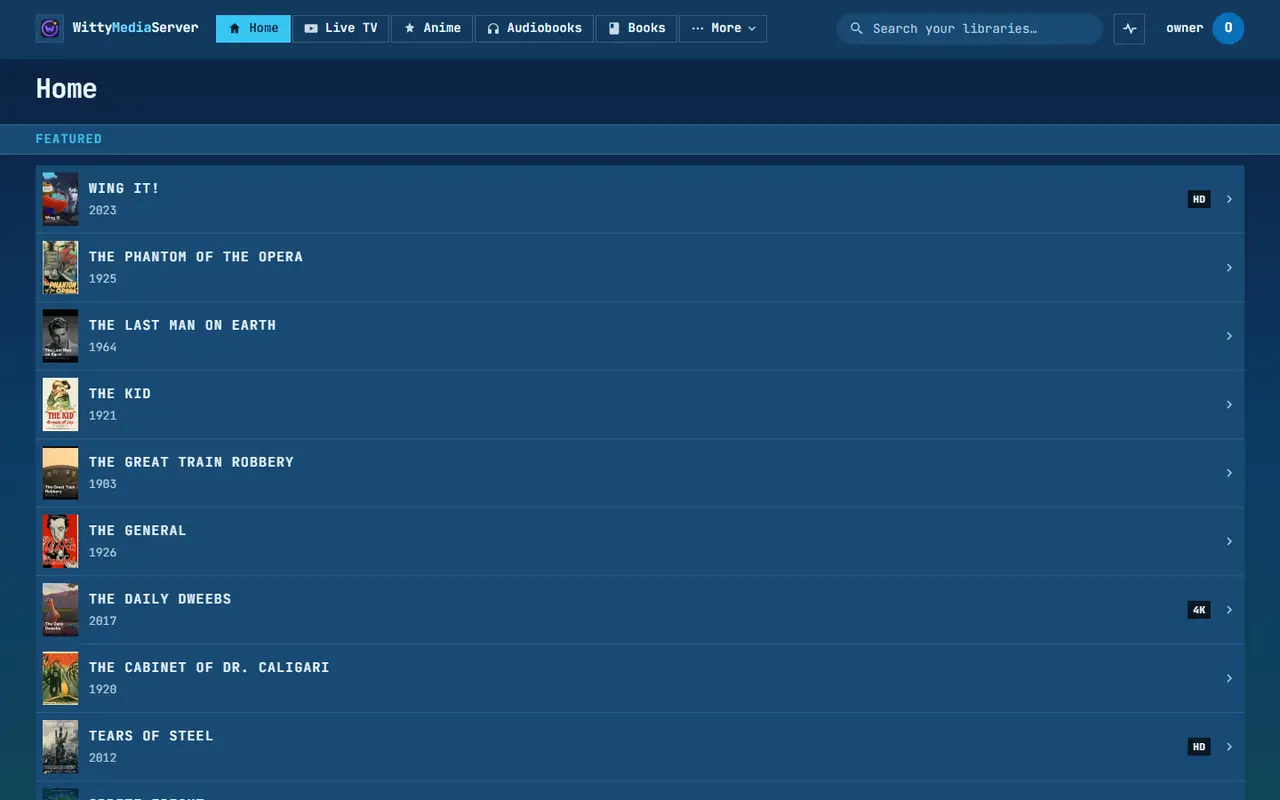 WittyMediaServer
Home
Live TV
Anime
Audiobooks
Books
More
Search your libraries…
owner
O
Home
FEATURED
WING IT!
2023
HD
THE PHANTOM OF THE OPERA
1925
THE LAST MAN ON EARTH
1964
THE KID
1921
THE GREAT TRAIN ROBBERY
1903
THE GENERAL
1926
THE DAILY DWEEBS
2017
4K
THE CABINET OF DR. CALIGARI
1920
TEARS OF STEEL
2012
HD